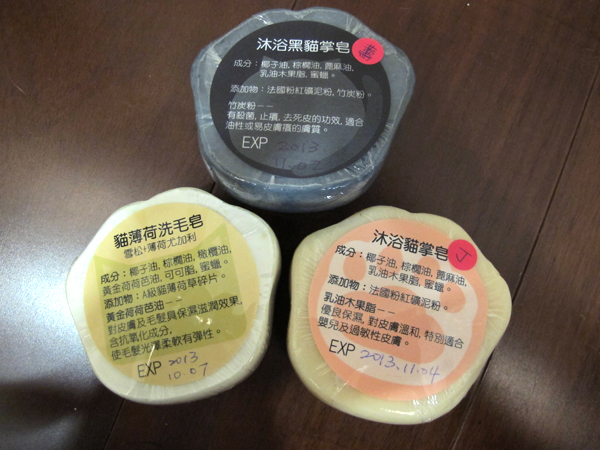 沐浴黑貓掌皂
成分：椰子油, 棕櫚油, 蓖麻油,
乳油木果脂, 蜜蠟。
添加物：法國粉紅礦泥粉, 竹炭粉。
竹炭粉－－
有殺菌, 止癢, 去死皮的功效, 適合
油性或易皮膚癢的膚質。
EXP 2013.
11.02
貓薄荷洗毛皂
雪松+薄荷尤加利
成分：椰子油, 棕櫚油, 橄欖油,
黃金荷荷芭油, 可可脂, 蜜蠟。
添加物：A級貓薄荷草碎片。
黃金荷荷芭油－－
對皮膚及毛髮具保濕滋潤效果,
含抗氧化成分,
使毛髮光澤柔軟有彈性。
EXP 2013
10.07
沐浴貓掌皂
J
成分：椰子油, 棕櫚油, 蓖麻油,
乳油木果脂, 蜜蠟。
添加物：法國粉紅礦泥粉。
乳油木果脂－－
優良保濕, 對皮膚溫和, 特別適合
嬰兒及過敏性皮膚。
EXP 2013.11.04